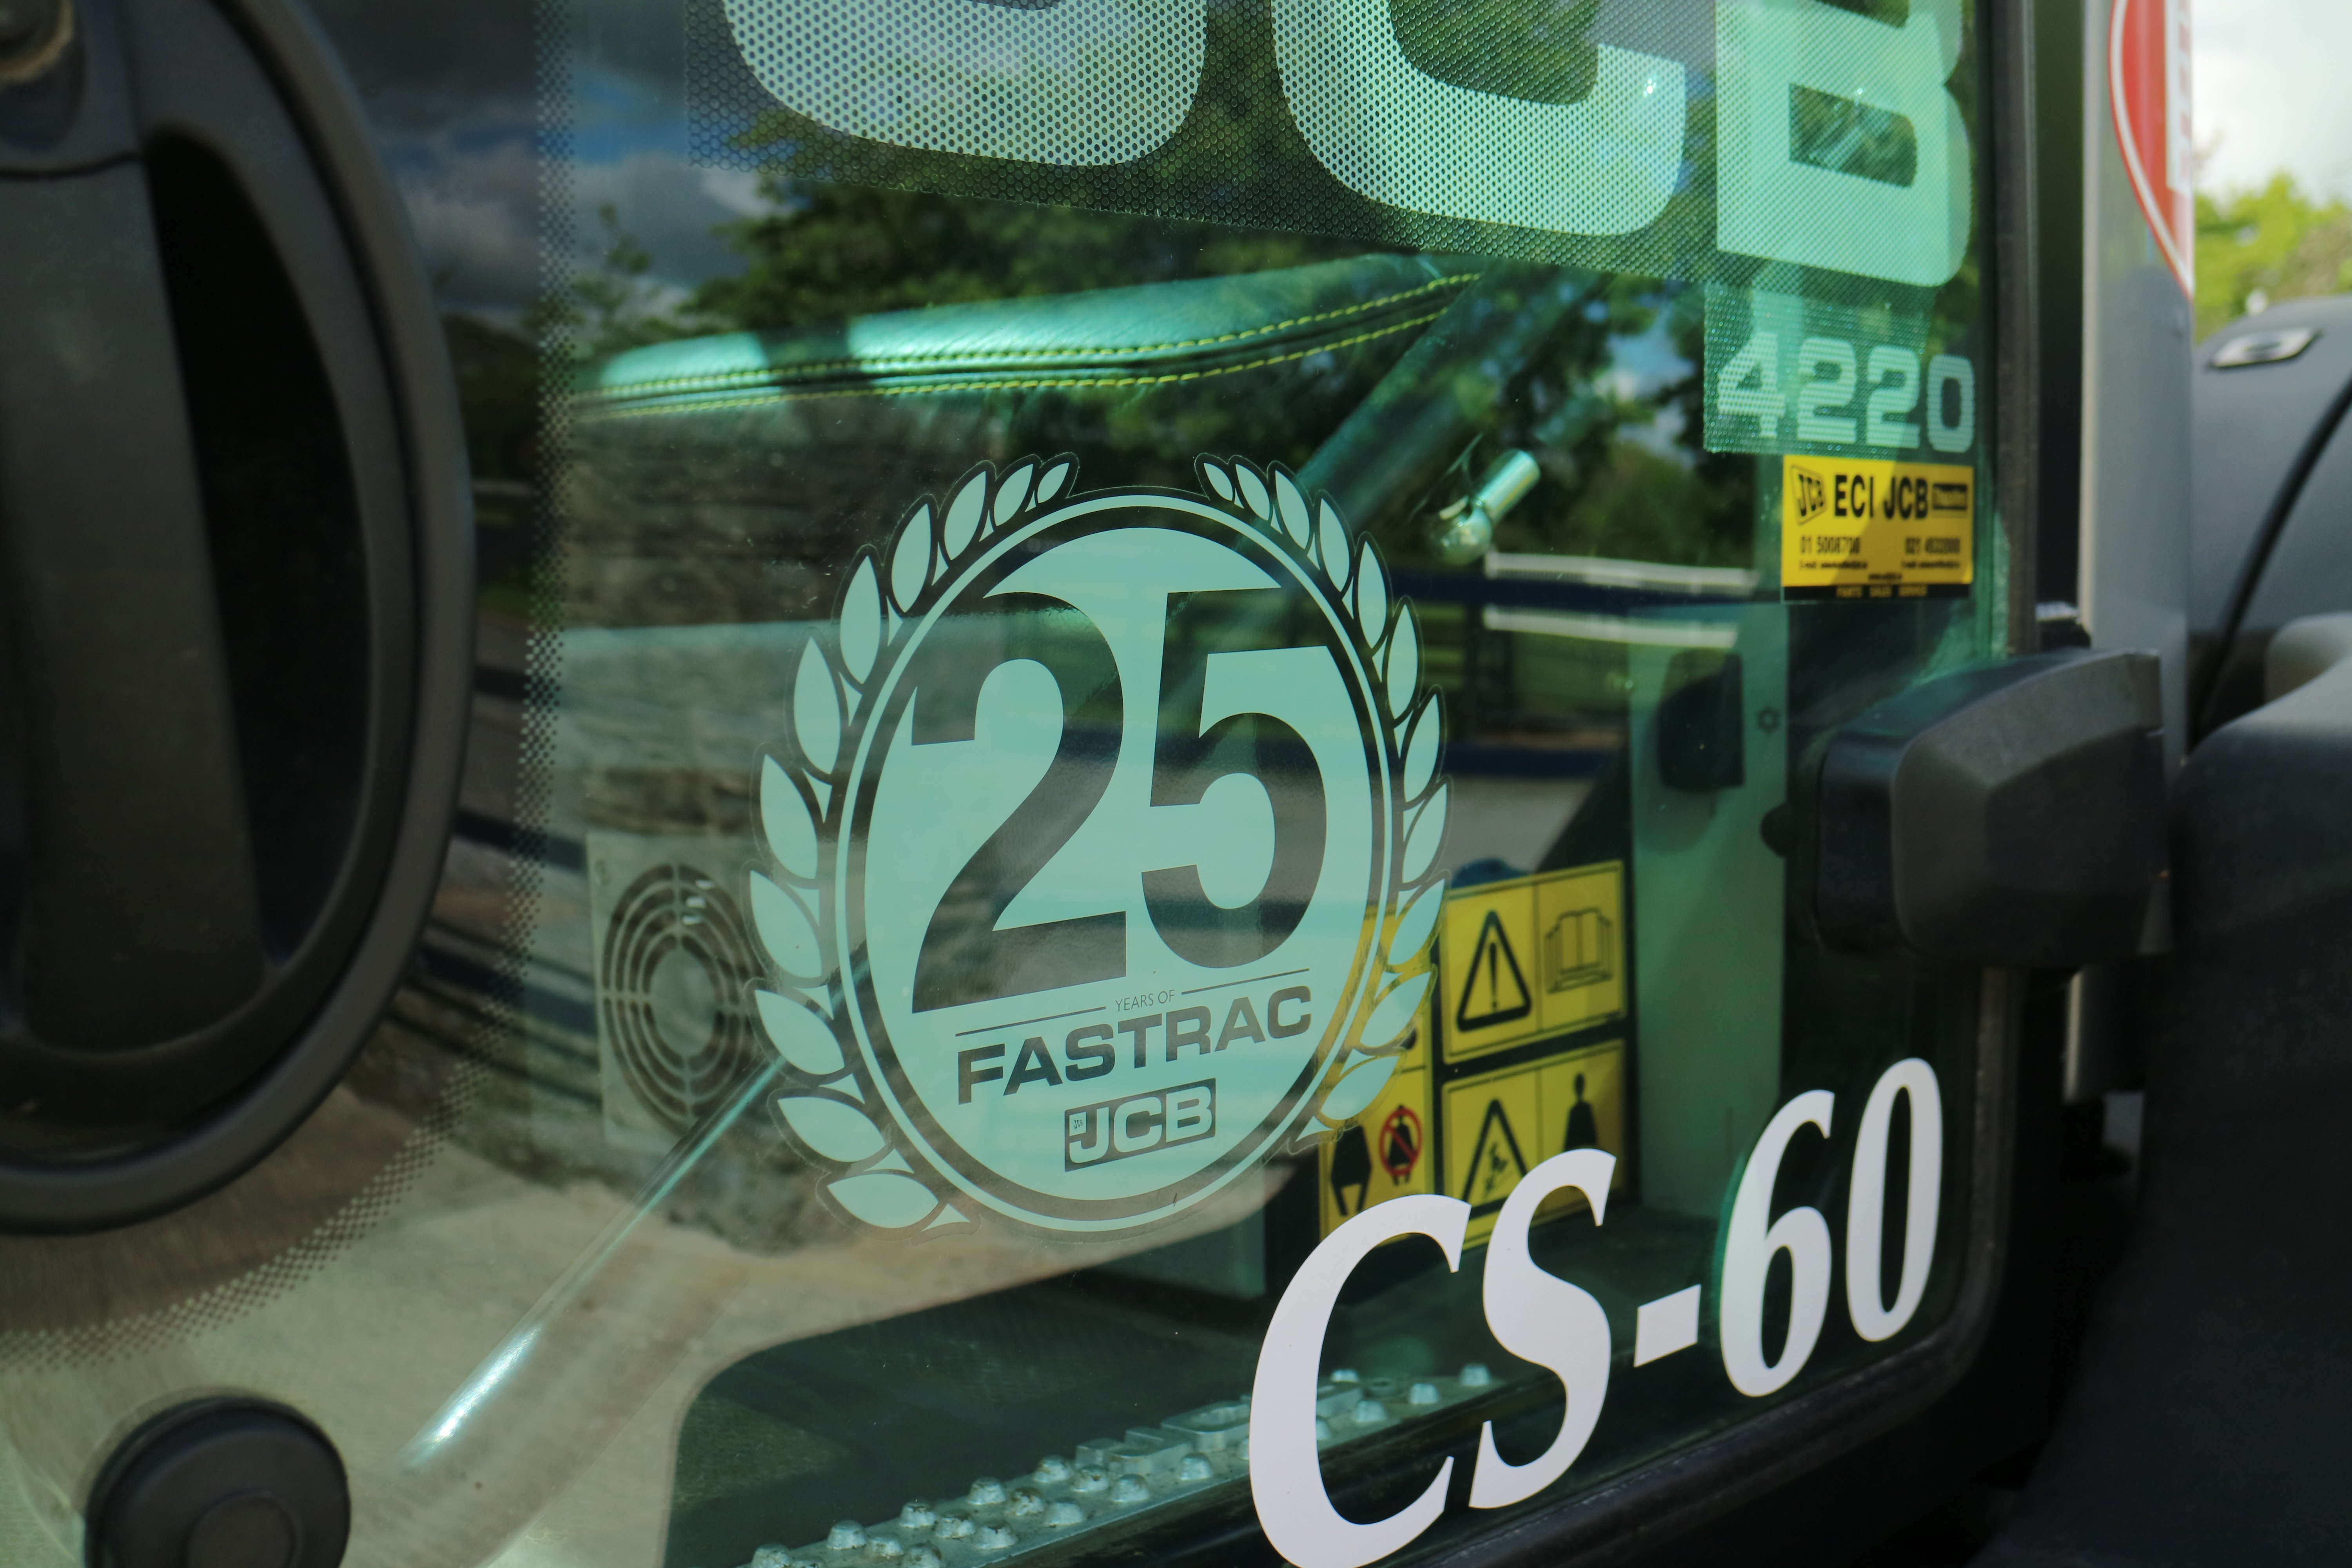 JCB
4220
JCB ECI JCB
25
YEARS OF
FASTRAC
JCB
CS-60